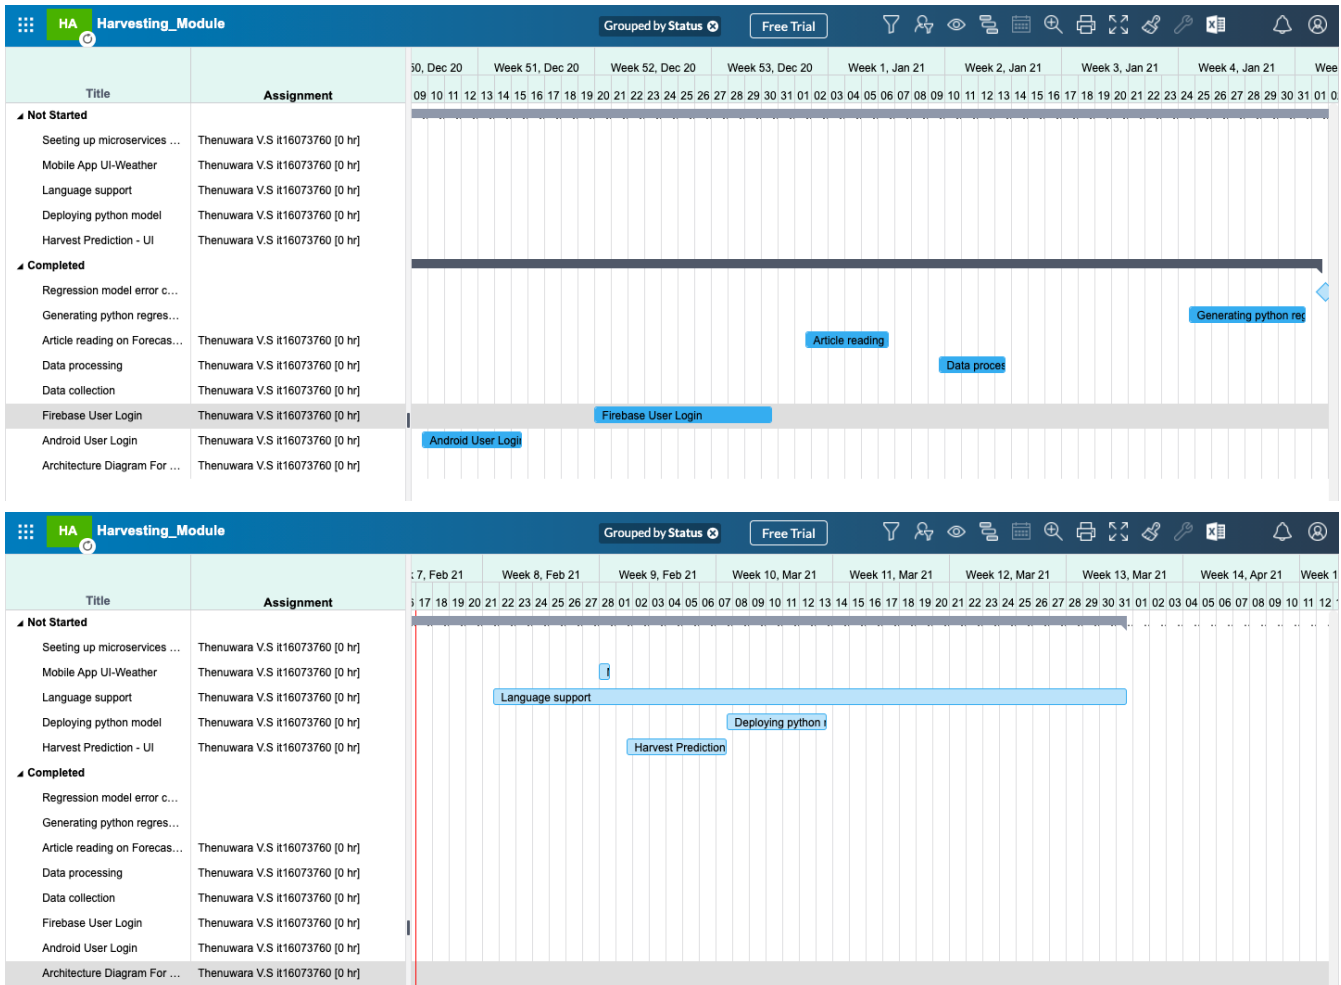 HA Harvesting_Module Grouped by Status Free Trial
50, Dec 20 Week 51, Dec 20 Week 52, Dec 20 Week 53, Dec 20 Week 1, Jan 21 Week 2, Jan 21 Week 3, Jan 21 Week 4, Jan 21 Wee
Title Assignment 09 10 11 12 13 14 15 16 17 18 19 20 21 22 23 24 25 26 27 28 29 30 31 01 02 03 04 05 06 07 08 09 10 11 12 13 14 15 16 17 18 19 20 21 22 23 24 25 26 27 28 29 30 31 01 0
Not Started
Seeting up microservices ... Thenuwara V.S it16073760 [0 hr]
Mobile App UI-Weather Thenuwara V.S it16073760 [0 hr]
Language support Thenuwara V.S it16073760 [0 hr]
Deploying python model Thenuwara V.S it16073760 [0 hr]
Harvest Prediction - UI Thenuwara V.S it16073760 [0 hr]
Completed
Regression model error c...
Generating python regres... Generating python reg
Article reading on Forecas... Thenuwara V.S it16073760 [0 hr] Article reading
Data processing Thenuwara V.S it16073760 [0 hr] Data proces
Data collection Thenuwara V.S it16073760 [0 hr]
Firebase User Login Thenuwara V.S it16073760 [0 hr] Firebase User Login
Android User Login Thenuwara V.S it16073760 [0 hr] Android User Login
Architecture Diagram For ... Thenuwara V.S it16073760 [0 hr]
HA Harvesting_Module Grouped by Status Free Trial
7, Feb 21 Week 8, Feb 21 Week 9, Feb 21 Week 10, Mar 21 Week 11, Mar 21 Week 12, Mar 21 Week 13, Mar 21 Week 14, Apr 21 Week 1
Title Assignment 17 18 19 20 21 22 23 24 25 26 27 28 01 02 03 04 05 06 07 08 09 10 11 12 13 14 15 16 17 18 19 20 21 22 23 24 25 26 27 28 29 30 31 01 02 03 04 05 06 07 08 09 10 11 12
Not Started
Seeting up microservices ... Thenuwara V.S it16073760 [0 hr]
Mobile App UI-Weather Thenuwara V.S it16073760 [0 hr]
Language support Thenuwara V.S it16073760 [0 hr] Language support
Deploying python model Thenuwara V.S it16073760 [0 hr] Deploying python
Harvest Prediction - UI Thenuwara V.S it16073760 [0 hr] Harvest Prediction
Completed
Regression model error c...
Generating python regres...
Article reading on Forecas... Thenuwara V.S it16073760 [0 hr]
Data processing Thenuwara V.S it16073760 [0 hr]
Data collection Thenuwara V.S it16073760 [0 hr]
Firebase User Login Thenuwara V.S it16073760 [0 hr]
Android User Login Thenuwara V.S it16073760 [0 hr]
Architecture Diagram For ... Thenuwara V.S it16073760 [0 hr]